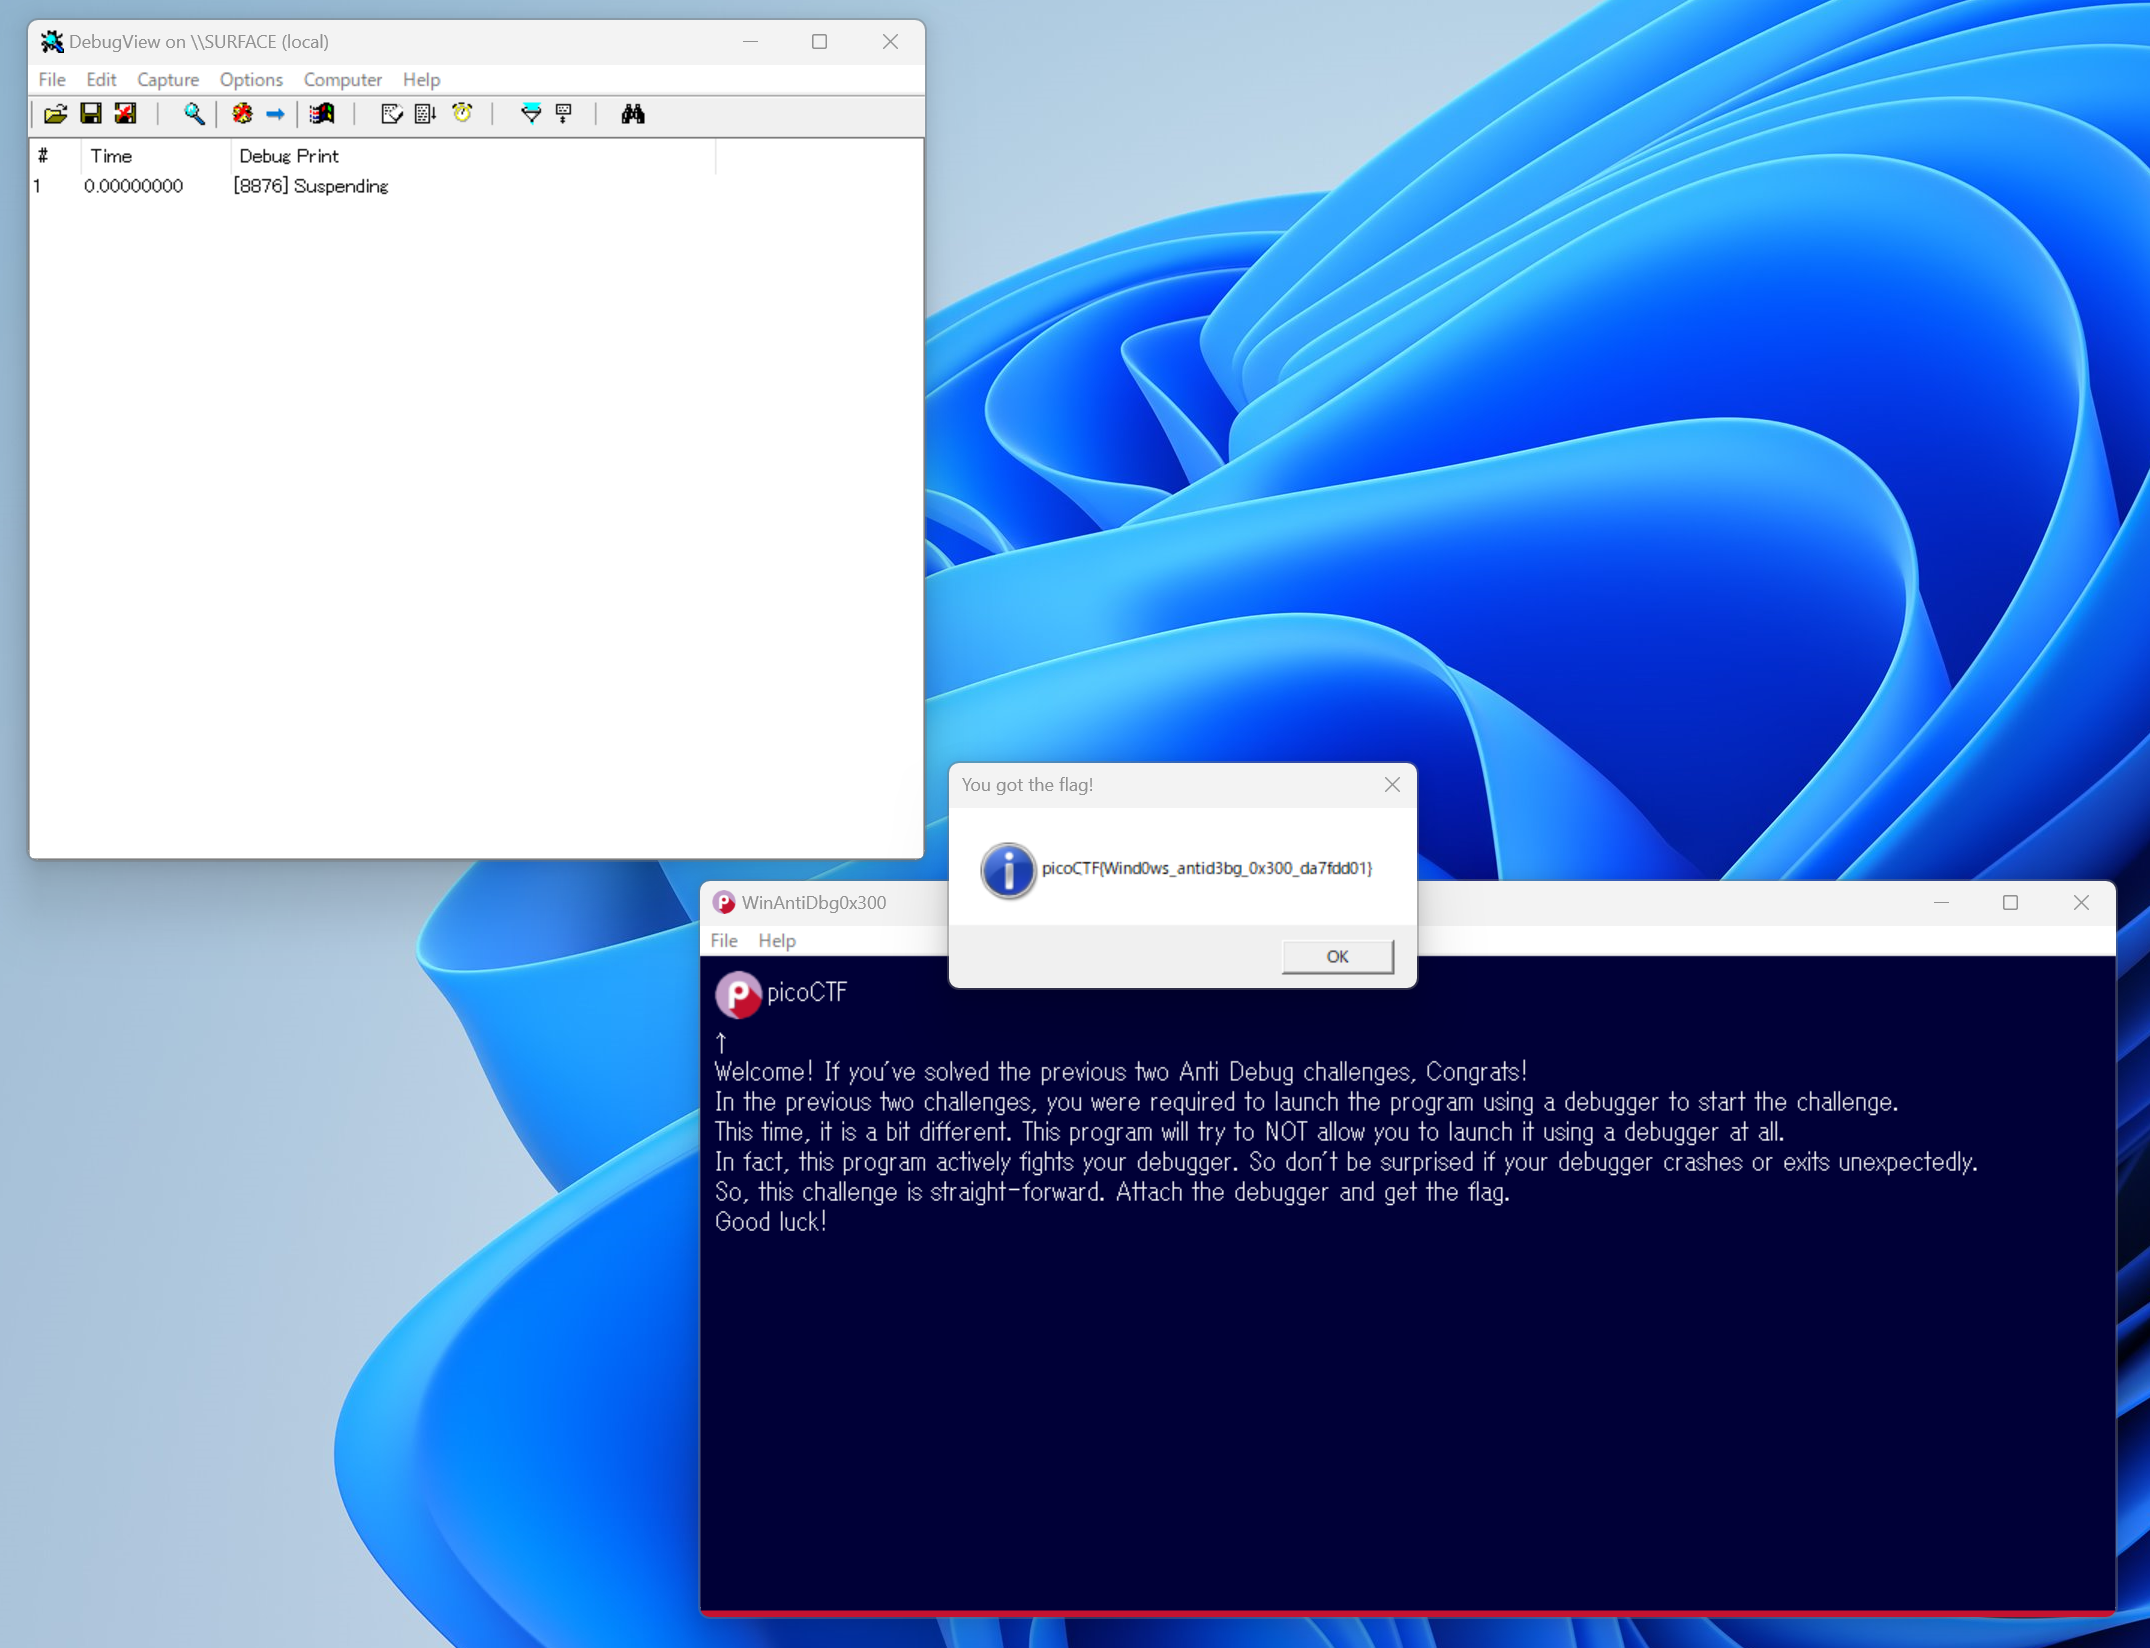 DebugView on \\SURFACE (local)
File Edit Capture Options Computer Help
# Time Debug Print
1 0.00000000 [8876] Suspending
You got the flag!
picoCTF{Wind0ws_antid3bg_0x300_da7fdd01}
OK
WinAntiDbg0x300
File Help
picoCTF
↑
Welcome! If you've solved the previous two Anti Debug challenges, Congrats!
In the previous two challenges, you were required to launch the program using a debugger to start the challenge.
This time, it is a bit different. This program will try to NOT allow you to launch it using a debugger at all.
In fact, this program actively fights your debugger. So don't be surprised if your debugger crashes or exits unexpectedly.
So, this challenge is straight-forward. Attach the debugger and get the flag.
Good luck!